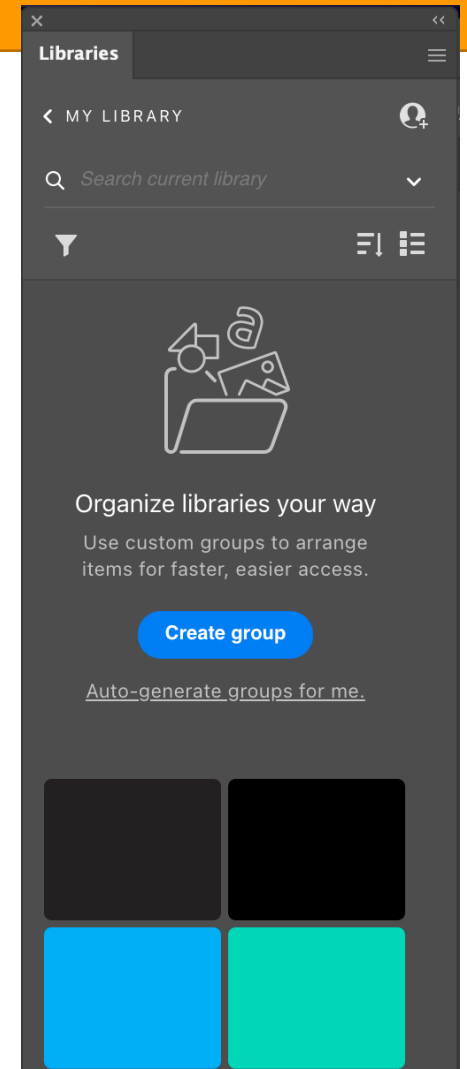 Libraries
MY LIBRARY
Search current library
Organize libraries your way
Use custom groups to arrange
items for faster, easier access.
Create group
Auto-generate groups for me.